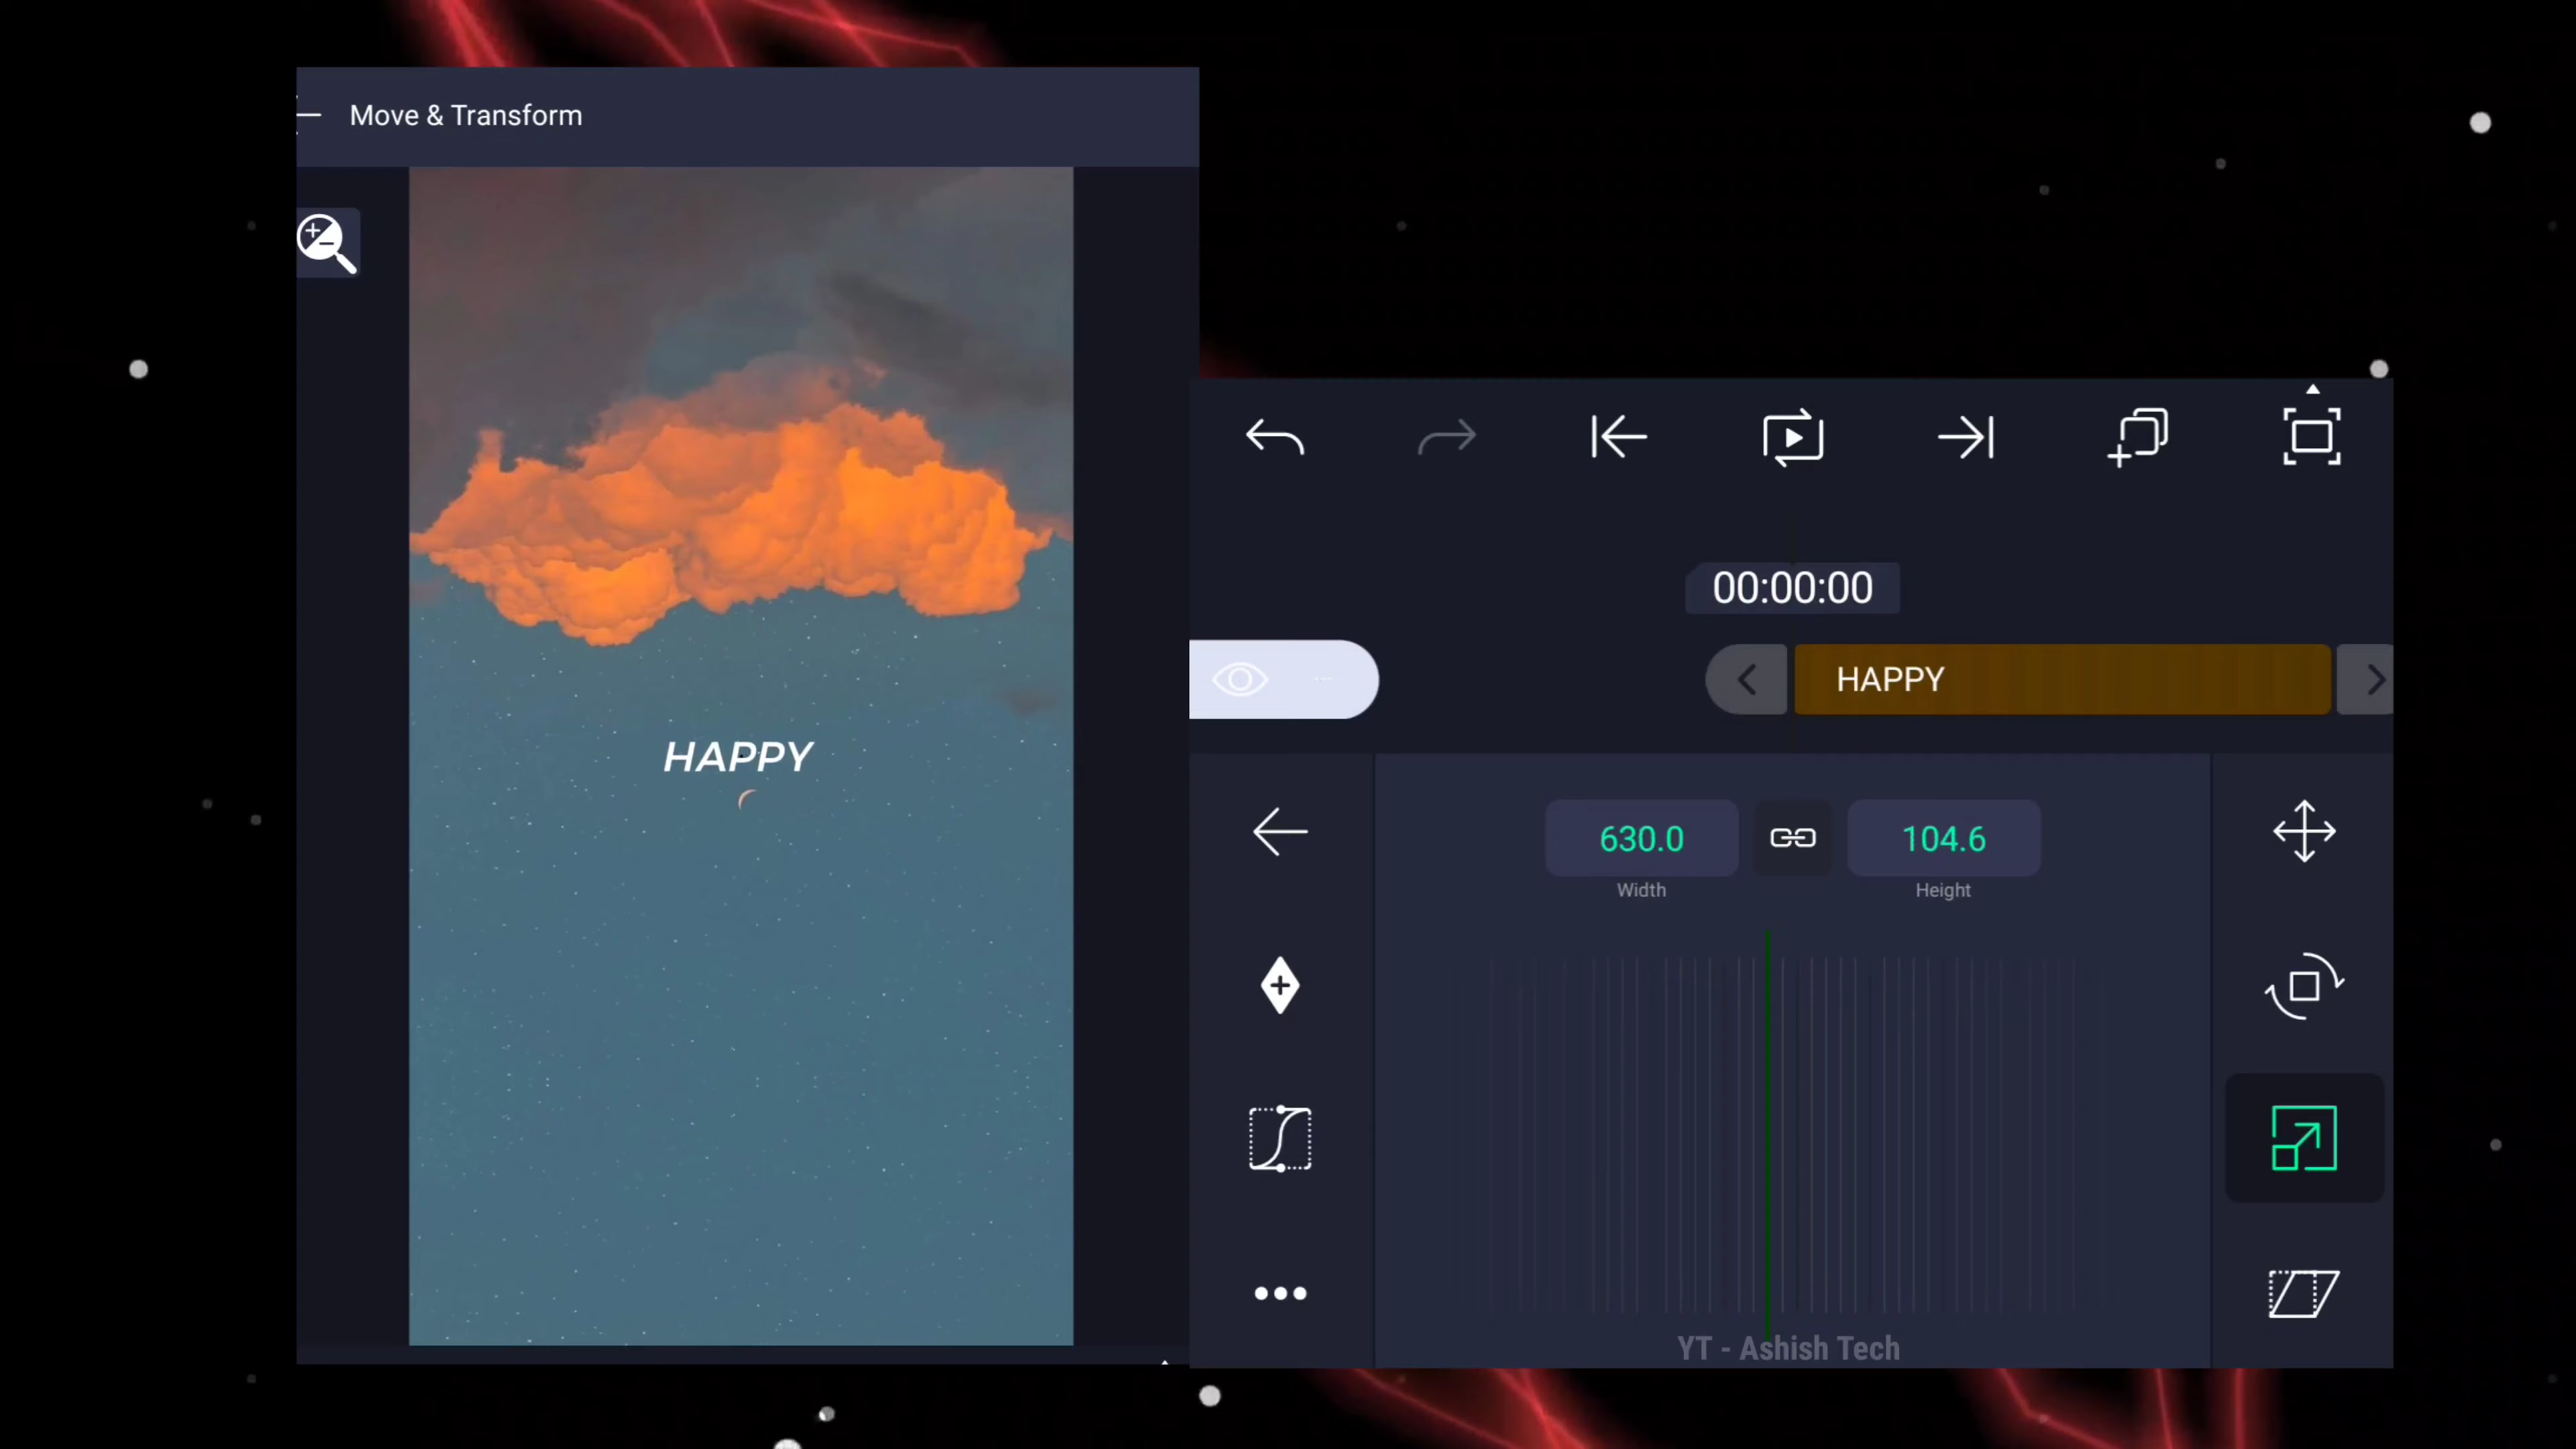 Move & Transform
HAPPY
00:00:00
HAPPY
630.0
104.6
Width
Height
YT - Ashish Tech